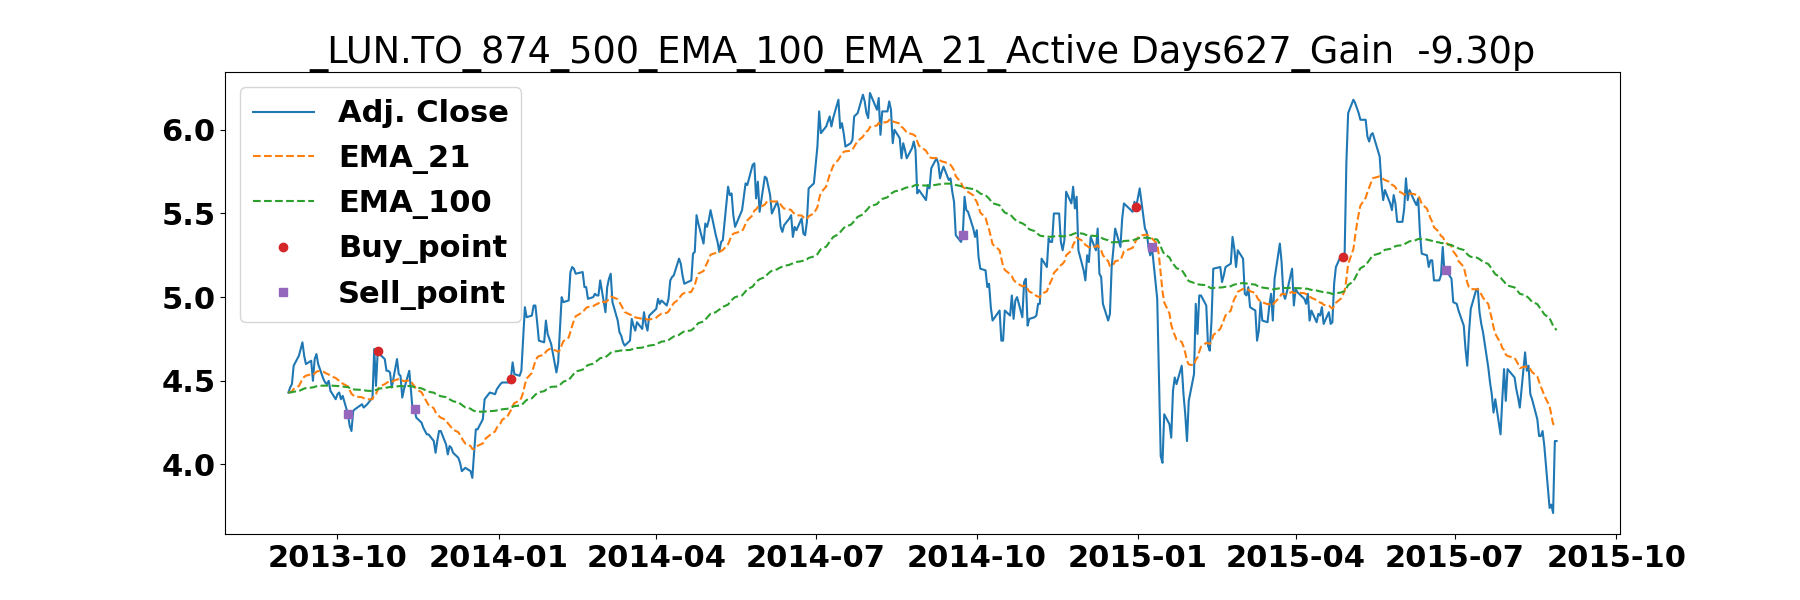 _LUN.TO_874_500_EMA_100_EMA_21_Active Days627_Gain  -9.30p
Adj. Close
EMA_21
EMA_100
Buy_point
Sell_point
6.0
5.5
5.0
4.5
4.0
2013-10 2014-01 2014-04 2014-07 2014-10 2015-01 2015-04 2015-07 2015-10